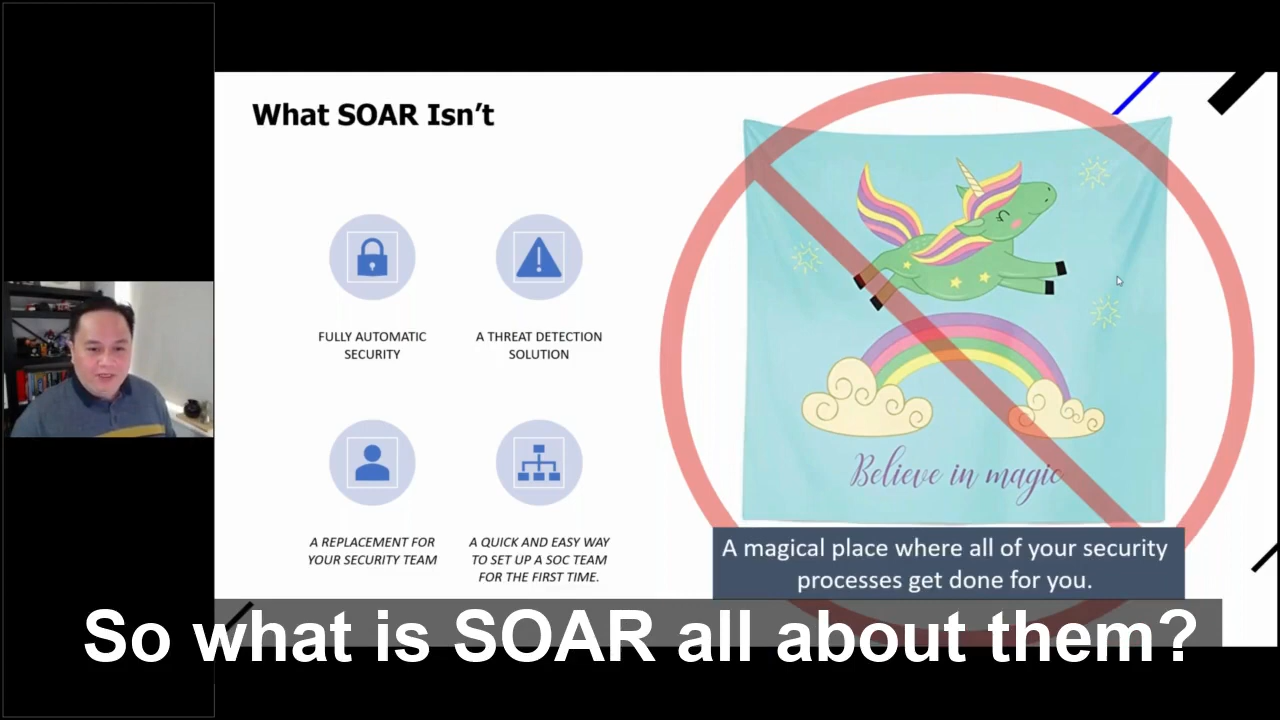 What SOAR Isn't
FULLY AUTOMATIC
SECURITY
A THREAT DETECTION
SOLUTION
A REPLACEMENT FOR
YOUR SECURITY TEAM
A QUICK AND EASY WAY
TO SET UP A SOC TEAM
FOR THE FIRST TIME.
Believe in magic
A magical place where all of your security
processes get done for you.
So what is SOAR all about them?